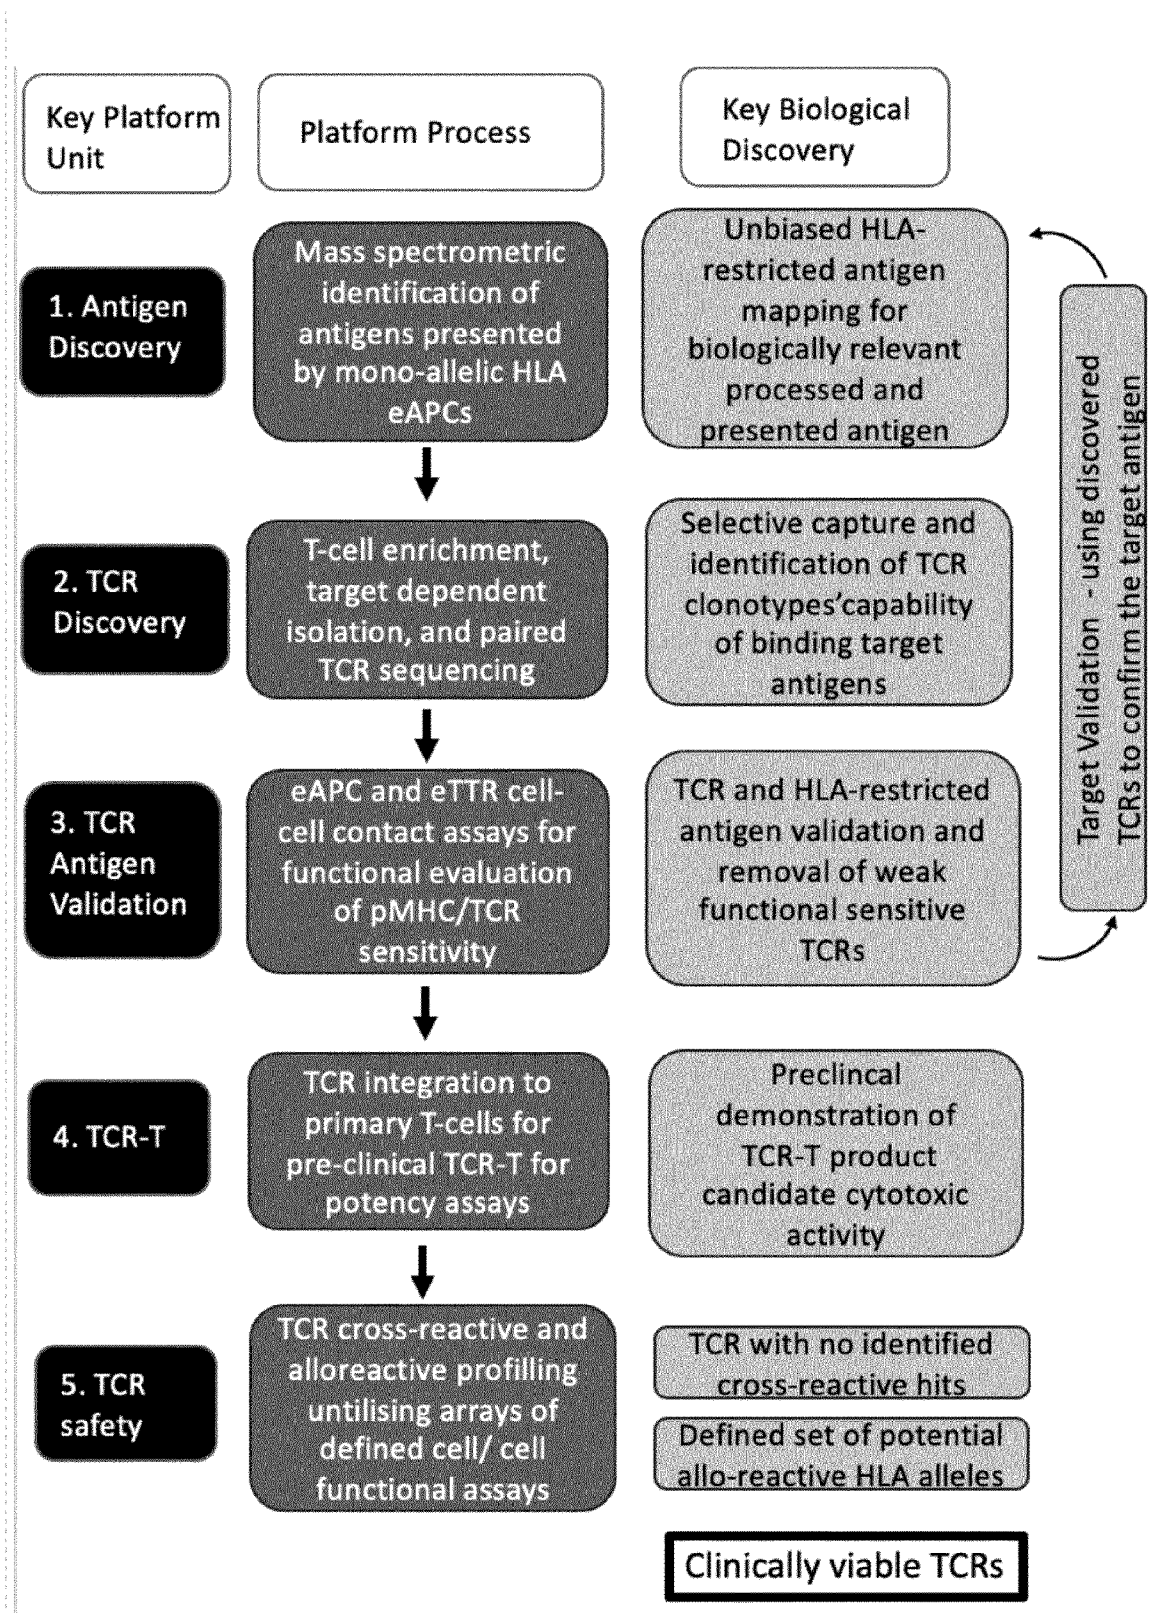 Key Platform
Unit
Platform Process
Key Biological
Discovery
1. Antigen
Discovery
Mass spectrometric
identification of
antigens presented
by mono-allelic HLA
eAPCs
Unbiased HLA-
restricted antigen
mapping for
biologically relevant
processed and
presented antigen
2. TCR
Discovery
T-cell enrichment,
target dependent
isolation, and paired
TCR sequencing
Selective capture and
identification of TCR
clonotypes'capability
of binding target
antigens
3. TCR
Antigen
Validation
eAPC and eTTR cell-
cell contact assays for
functional evaluation
of pMHC/TCR
sensitivity
TCR and HLA-restricted
antigen validation and
removal of weak
functional sensitive
TCRs
Target Validation - using discovered
TCRs to confirm the target antigen
4. TCR-T
TCR integration to
primary T-cells for
pre-clinical TCR-T for
potency assays
Preclincal
demonstration of
TCR-T product
candidate cytotoxic
activity
5. TCR
safety
TCR cross-reactive and
alloreactive profilling
untilising arrays of
defined cell/ cell
functional assays
TCR with no identified
cross-reactive hits
Defined set of potential
allo-reactive HLA alleles
Clinically viable TCRs